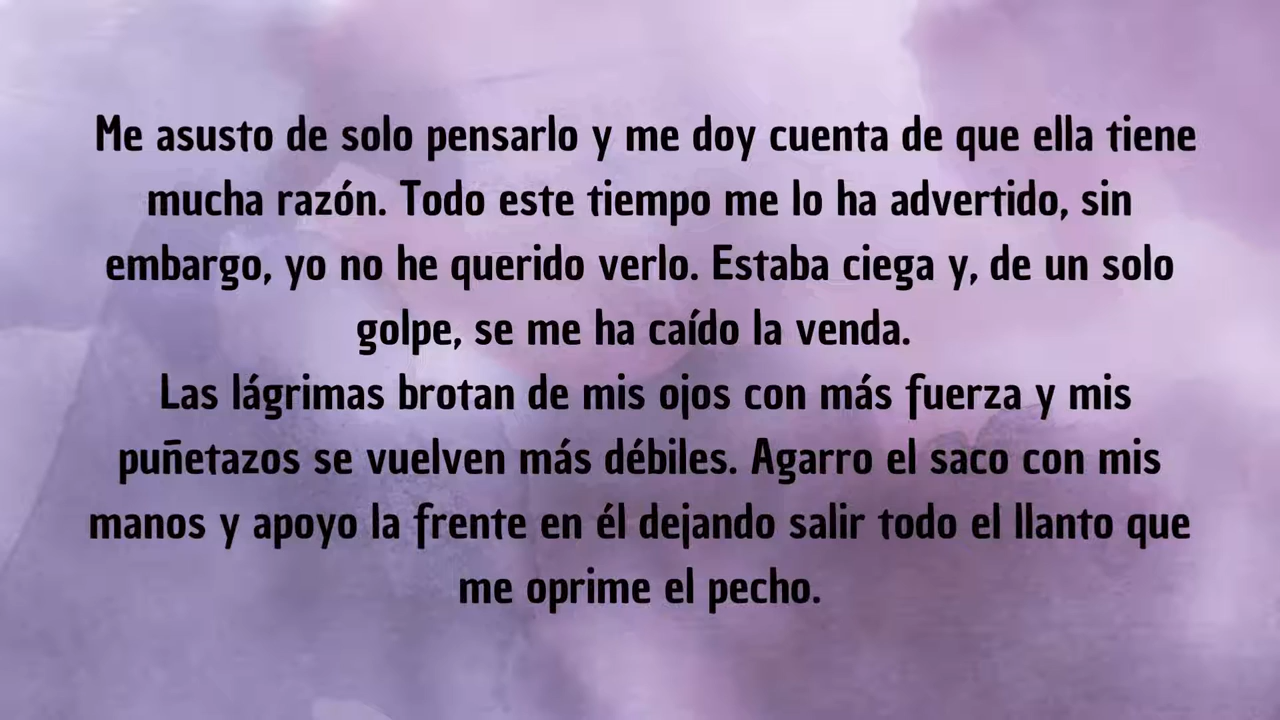 Me asusto de solo pensarlo y me doy cuenta de que ella tiene
mucha razón. Todo este tiempo me lo ha advertido, sin
embargo, yo no he querido verlo. Estaba ciega y, de un solo
golpe, se me ha caído la venda.
Las lágrimas brotan de mis ojos con más fuerza y mis
puñetazos se vuelven más débiles. Agarro el saco con mis
manos y apoyo la frente en él dejando salir todo el llanto que
me oprime el pecho.